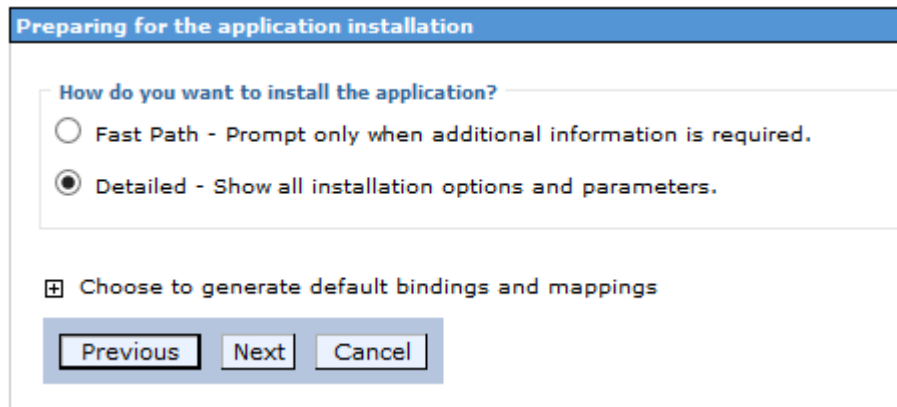 Preparing for the application installation
How do you want to install the application?
Fast Path - Prompt only when additional information is required.
Detailed - Show all installation options and parameters.
Choose to generate default bindings and mappings
Previous Next Cancel